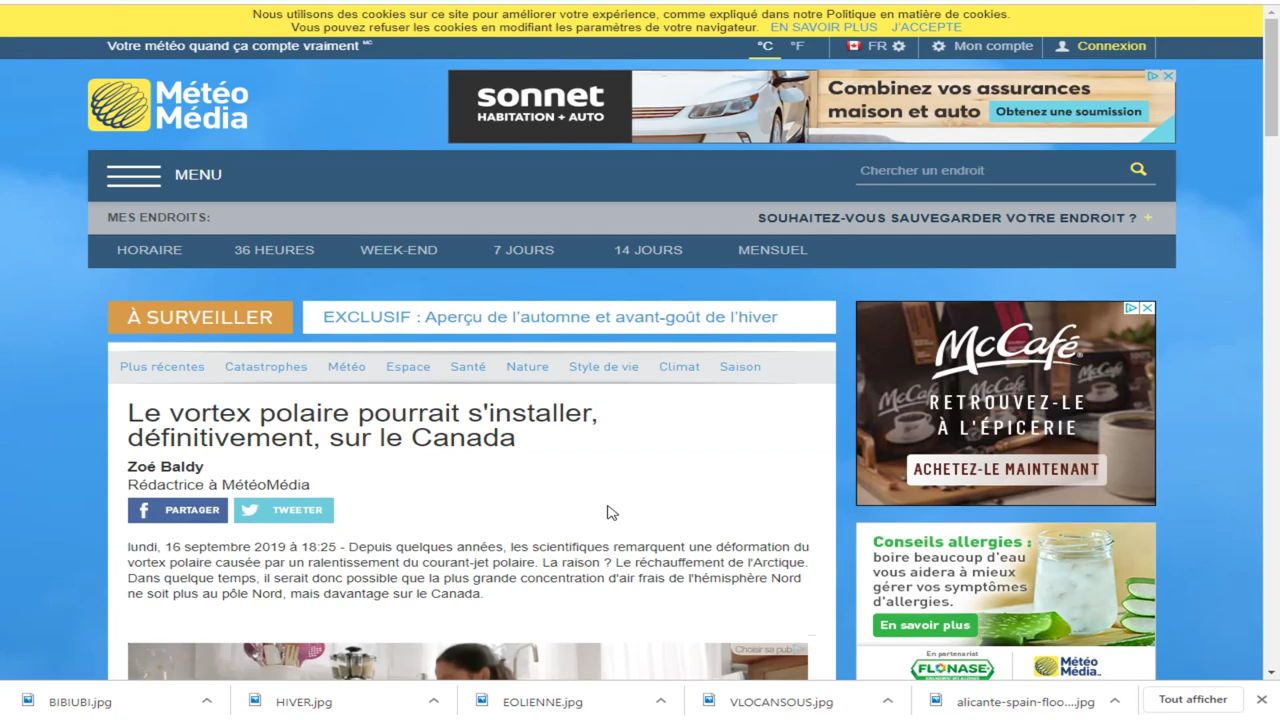 Nous utilisons des cookies sur ce site pour améliorer votre expérience, comme expliqué dans notre Politique en matière de cookies.
Vous pouvez refuser les cookies en modifiant les paramètres de votre navigateur. EN SAVOIR PLUS J'ACCEPTE
Votre météo quand ça compte vraiment MC
°C °F FR Mon compte Connexion
Météo
Média
sonnet
HABITATION + AUTO
Combinez vos assurances
maison et auto Obtenez une soumission
MENU
Chercher un endroit
MES ENDROITS:
SOUHAITEZ-VOUS SAUVEGARDER VOTRE ENDROIT ? +
HORAIRE 36 HEURES WEEK-END 7 JOURS 14 JOURS MENSUEL
À SURVEILLER
EXCLUSIF : Aperçu de l'automne et avant-goût de l'hiver
Plus récentes Catastrophes Météo Espace Santé Nature Style de vie Climat Saison
Le vortex polaire pourrait s'installer,
définitivement, sur le Canada
Zoé Baldy
Rédactrice à MétéoMédia
PARTAGER TWEETER
lundi, 16 septembre 2019 à 18:25 - Depuis quelques années, les scientifiques remarquent une déformation du
vortex polaire causée par un ralentissement du courant-jet polaire. La raison ? Le réchauffement de l'Arctique.
Dans quelque temps, il serait donc possible que la plus grande concentration d'air frais de l'hémisphère Nord
ne soit plus au pôle Nord, mais davantage sur le Canada.
Choisir sa pub
McCafé
RETROUVEZ-LE
À L'ÉPICERIE
ACHETEZ-LE MAINTENANT
Conseils allergies :
boire beaucoup d'eau
vous aidera à mieux
gérer vos symptômes
d'allergies.
En savoir plus
En partenariat
FLONASE
Météo
Média
BIBIUBI.jpg HIVER.jpg EOLIENNE.jpg VLOCANSOUS.jpg alicante-spain-floo....jpg Tout afficher